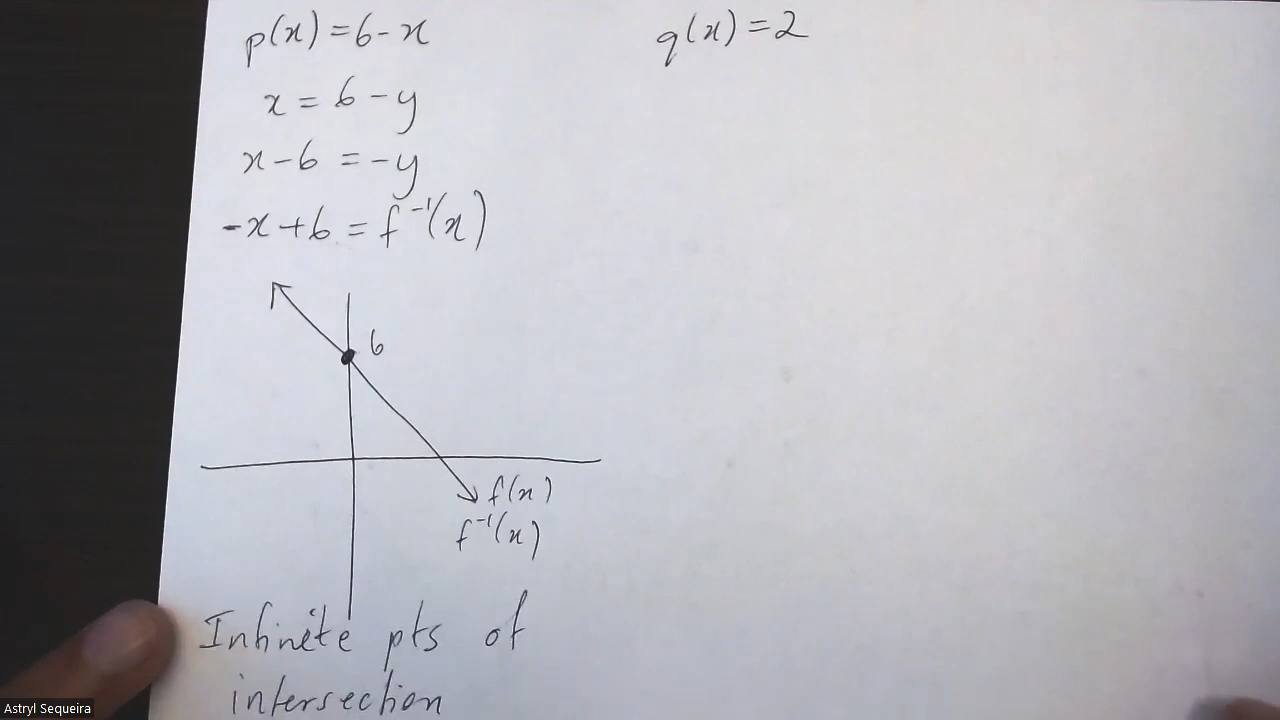 p(x) = 6 - x
x = 6 - y
x - 6 = -y
-x + 6 = f⁻¹(x)
6
f(x)
f⁻¹(x)
Infinite pts of
intersection
q(x) = 2
Astryl Sequeira